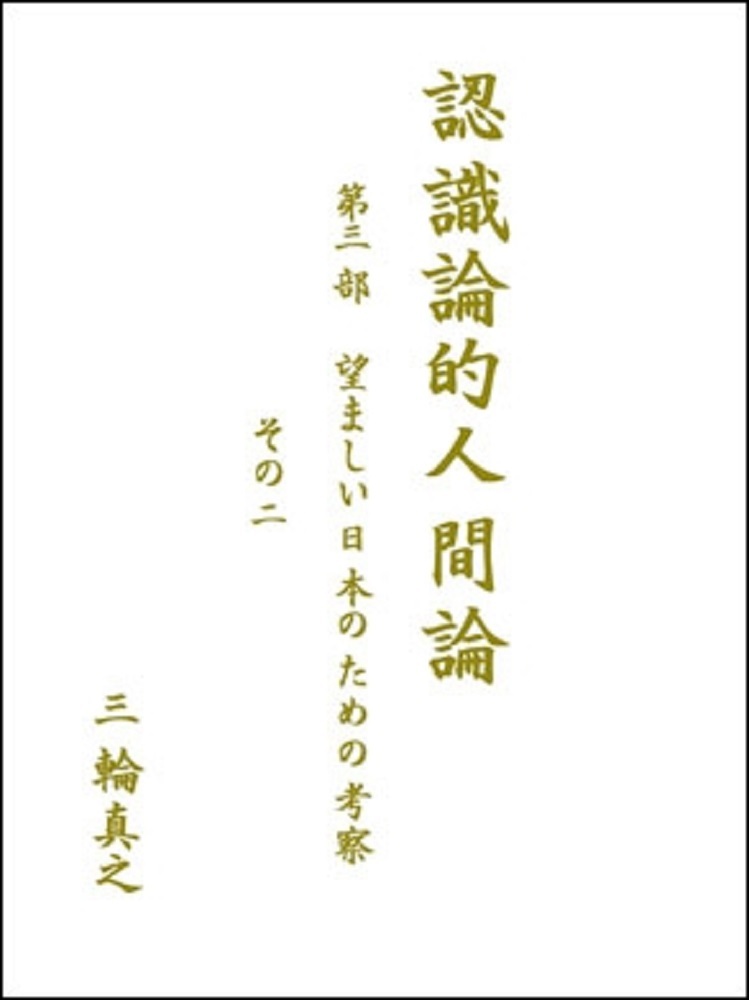 認識論的人間論
第三部　望ましい日本のための考察
その二
三輪真之